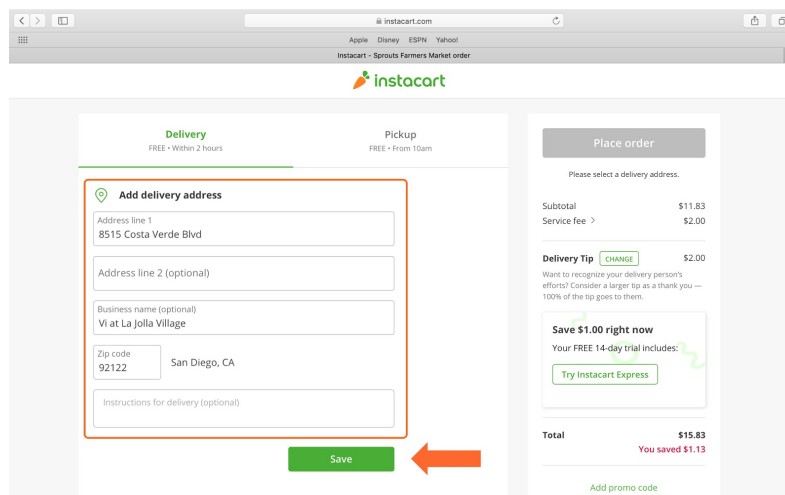 instacart.com
Apple Disney ESPN Yahoo!
Instacart - Sprouts Farmers Market order
instacart
Delivery
FREE • Within 2 hours
Pickup
FREE • From 10am
Add delivery address
Address line 1
8515 Costa Verde Blvd
Address line 2 (optional)
Business name (optional)
Vi at La Jolla Village
Zip code
92122
San Diego, CA
Instructions for delivery (optional)
Save
Place order
Please select a delivery address.
Subtotal $11.83
Service fee > $2.00
Delivery Tip CHANGE $2.00
Want to recognize your delivery person's
efforts? Consider a larger tip as a thank you —
100% of the tip goes to them.
Save $1.00 right now
Your FREE 14-day trial includes:
Try Instacart Express
Total $15.83
You saved $1.13
Add promo code